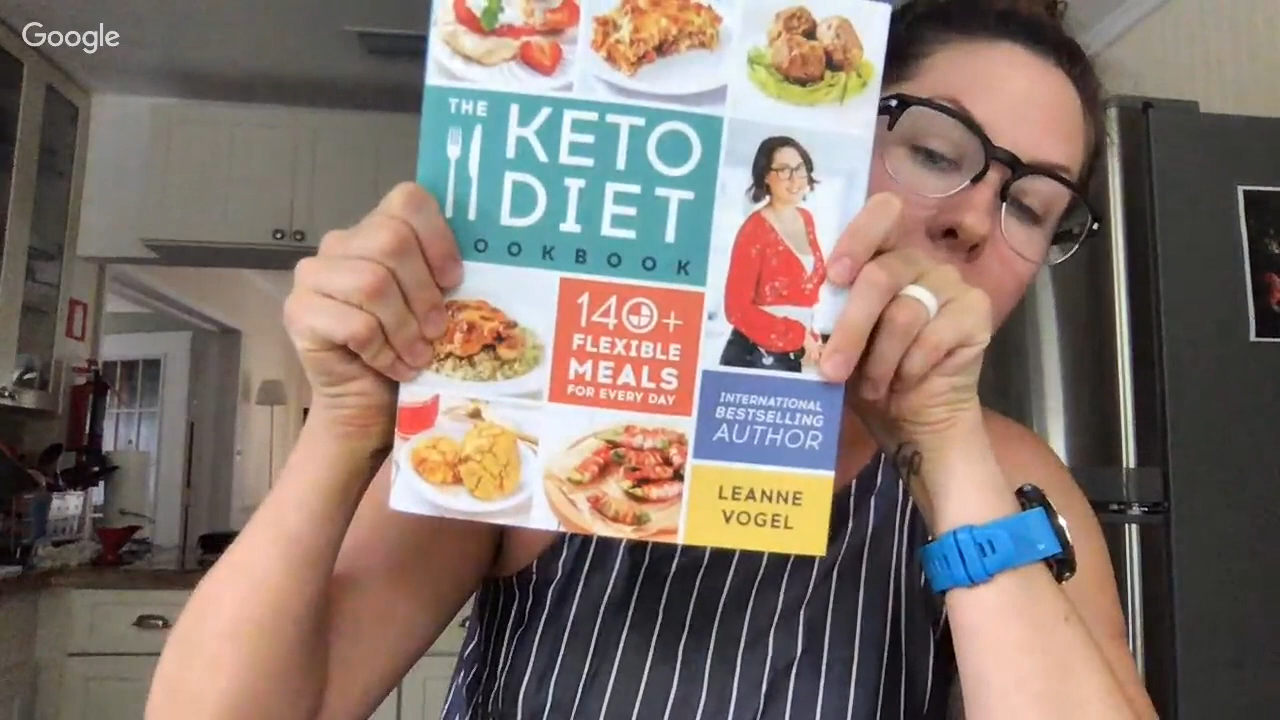 Google
THE
KETO
DIET
OOKBOOK
140+
FLEXIBLE
MEALS
FOR EVERY DAY
INTERNATIONAL
BESTSELLING
AUTHOR
LEANNE
VOGEL